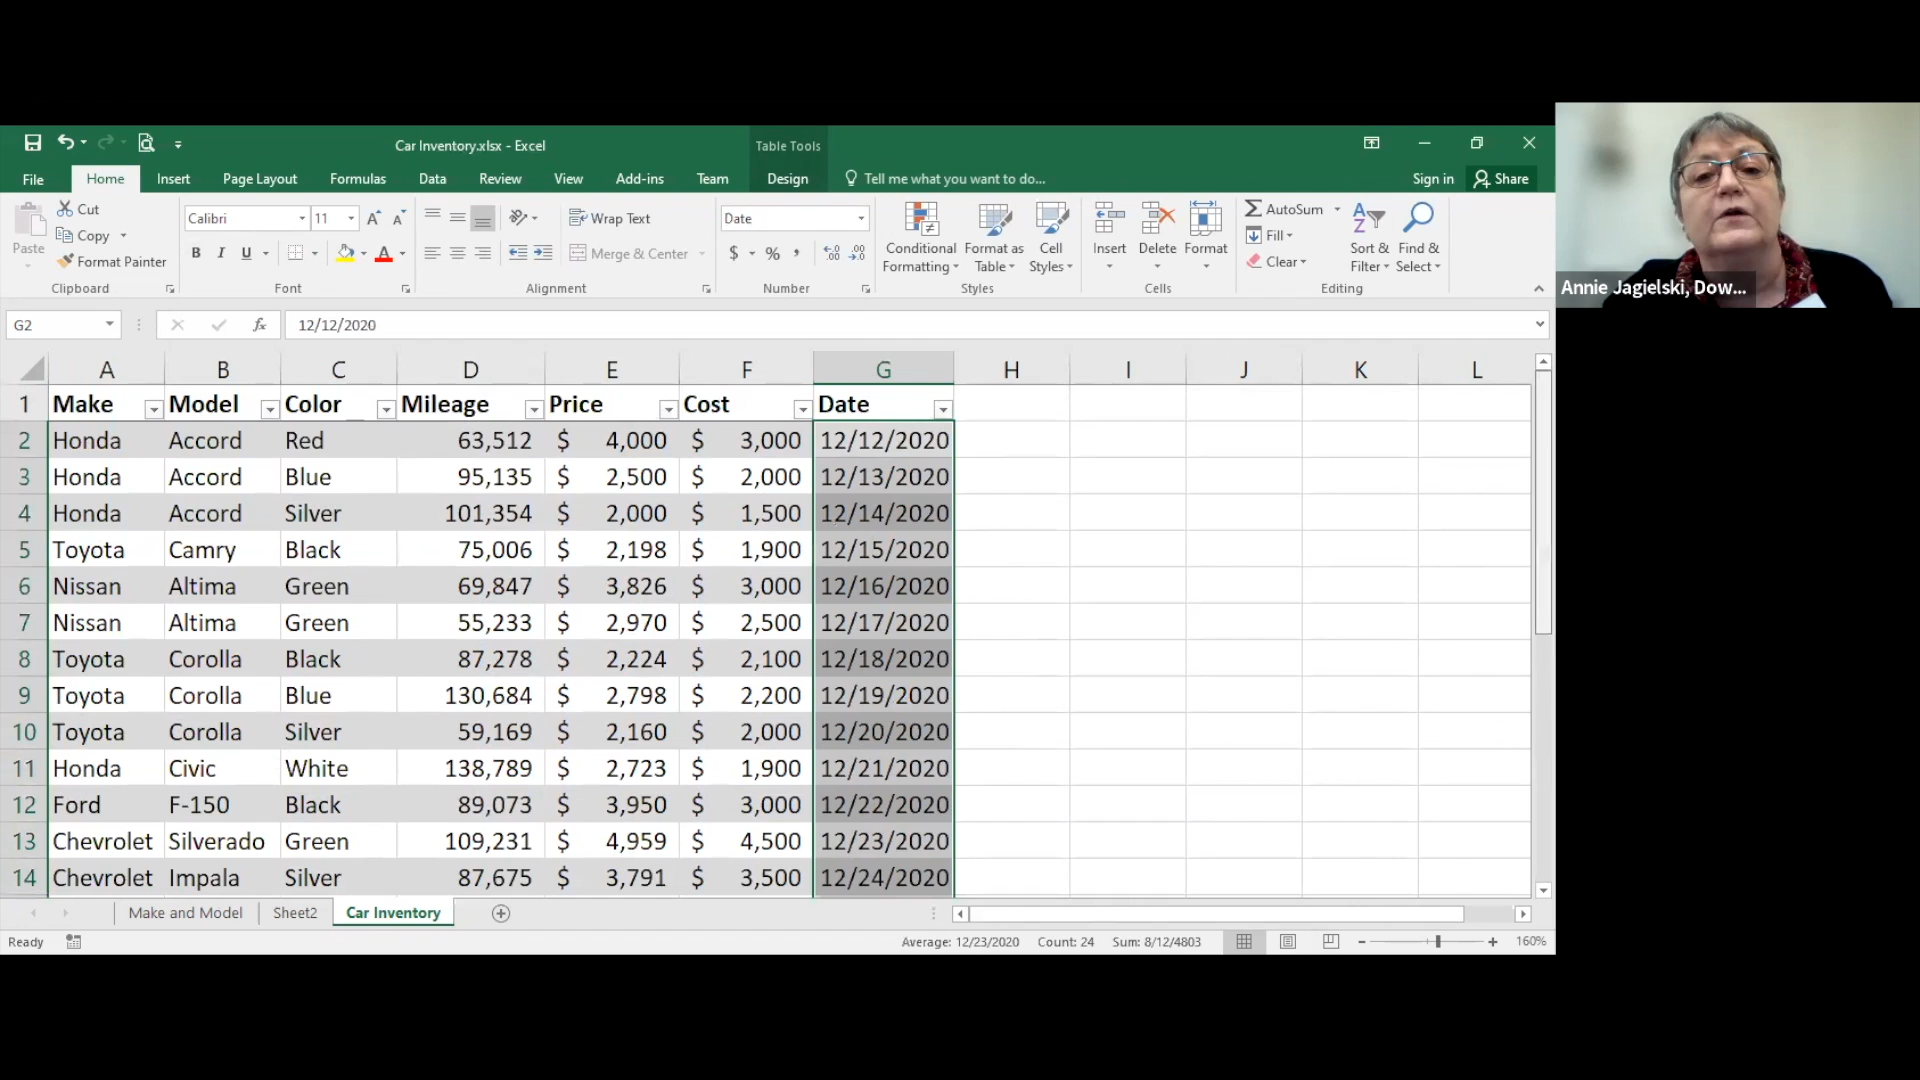 Car Inventory.xlsx - Excel
Table Tools
File Home Insert Page Layout Formulas Data Review View Add-ins Team Design Tell me what you want to do... Sign in Share
Paste
Cut
Copy
Format Painter
Clipboard
Calibri 11
B I U
Font
Wrap Text
Merge & Center
Alignment
Date
$ % ,
Number
Conditional Formatting
Format as Table
Cell Styles
Styles
Insert Delete Format
Cells
AutoSum
Fill
Clear
Sort & Filter
Find & Select
Editing
Annie Jagielski, Dow...
G2 fx 12/12/2020
A B C D E F G H I J K L
1 Make Model Color Mileage Price Cost Date
2 Honda Accord Red 63,512 $ 4,000 $ 3,000 12/12/2020
3 Honda Accord Blue 95,135 $ 2,500 $ 2,000 12/13/2020
4 Honda Accord Silver 101,354 $ 2,000 $ 1,500 12/14/2020
5 Toyota Camry Black 75,006 $ 2,198 $ 1,900 12/15/2020
6 Nissan Altima Green 69,847 $ 3,826 $ 3,000 12/16/2020
7 Nissan Altima Green 55,233 $ 2,970 $ 2,500 12/17/2020
8 Toyota Corolla Black 87,278 $ 2,224 $ 2,100 12/18/2020
9 Toyota Corolla Blue 130,684 $ 2,798 $ 2,200 12/19/2020
10 Toyota Corolla Silver 59,169 $ 2,160 $ 2,000 12/20/2020
11 Honda Civic White 138,789 $ 2,723 $ 1,900 12/21/2020
12 Ford F-150 Black 89,073 $ 3,950 $ 3,000 12/22/2020
13 Chevrolet Silverado Green 109,231 $ 4,959 $ 4,500 12/23/2020
14 Chevrolet Impala Silver 87,675 $ 3,791 $ 3,500 12/24/2020
Make and Model Sheet2 Car Inventory
Ready Average: 12/23/2020 Count: 24 Sum: 8/12/4803 160%